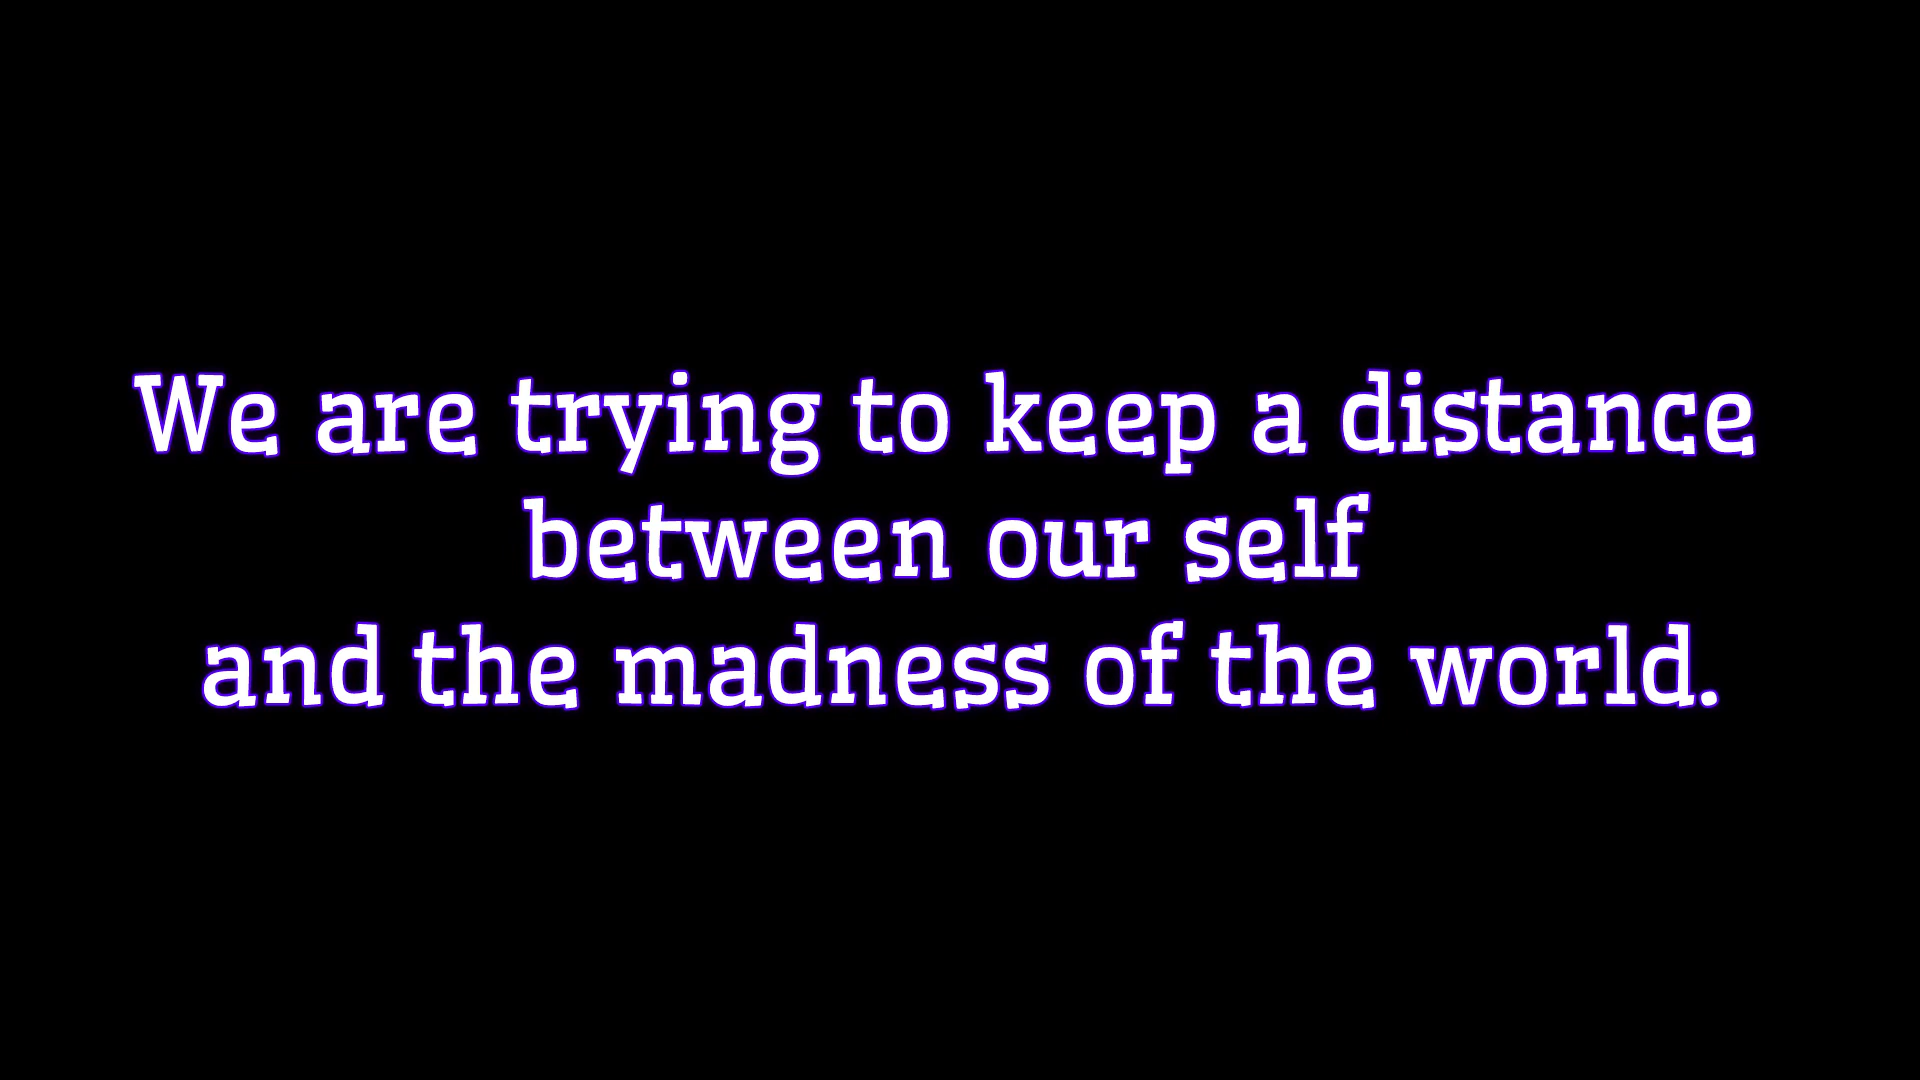 We are trying to keep a distance
between our self
and the madness of the world.